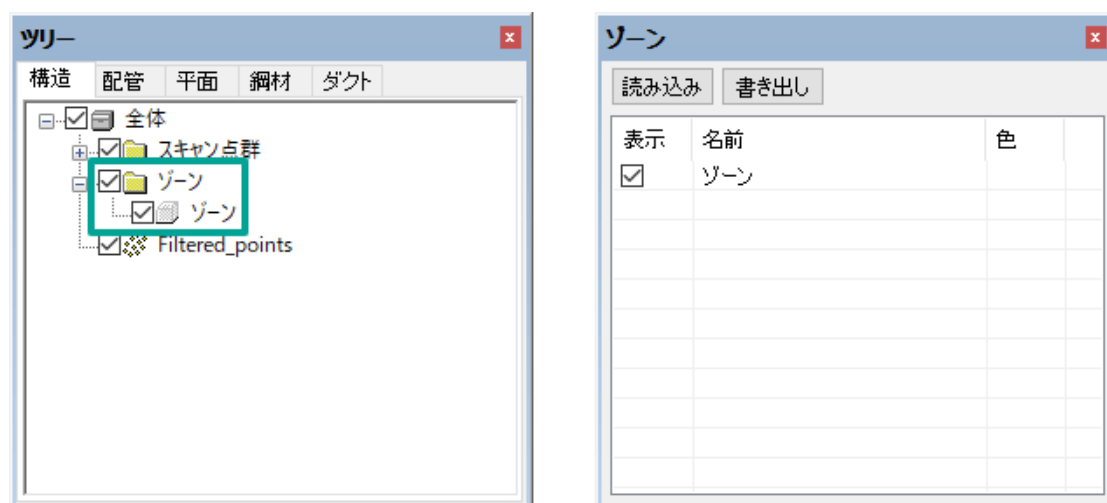 ツリー
構造 配管 平面 鋼材 ダクト
全体
スキャン点群
ゾーン
ゾーン
Filtered_points
ゾーン
読み込み 書き出し
表示 名前 色
ゾーン